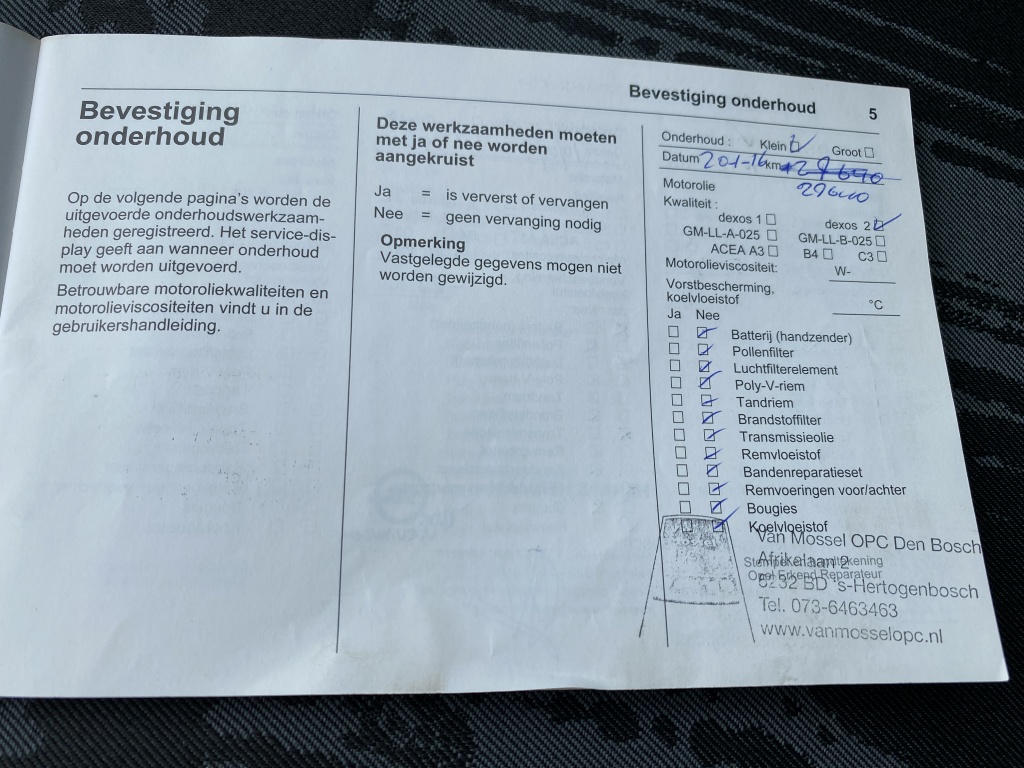 Bevestiging onderhoud 5
Bevestiging
onderhoud
Op de volgende pagina's worden de
uitgevoerde onderhoudswerkzaam-
heden geregistreerd. Het service-dis-
play geeft aan wanneer onderhoud
moet worden uitgevoerd.
Betrouwbare motoroliekwaliteiten en
motorolieviscositeiten vindt u in de
gebruikershandleiding.
Deze werkzaamheden moeten
met ja of nee worden
aangekruist
Ja = is ververst of vervangen
Nee = geen vervanging nodig
Opmerking
Vastgelegde gegevens mogen niet
worden gewijzigd.
Onderhoud : Klein Groot
Datum km
Motorolie
Kwaliteit :
dexos 1 dexos 2
GM-LL-A-025 GM-LL-B-025
ACEA A3 B4 C3
Motorolieviscositeit: W-
Vorstbescherming,
koelvloeistof °C
Ja Nee
Batterij (handzender)
Pollenfilter
Luchtfilterelement
Poly-V-riem
Tandriem
Brandstoffilter
Transmissieolie
Remvloeistof
Bandenreparatieset
Remvoeringen voor/achter
Bougies
Koelvloeistof
Van Mossel OPC Den Bosch
Afrikalaan 2
Stempel en handtekening
Opel Erkend Reparateur
5232 BD 's-Hertogenbosch
Tel. 073-6463463
www.vanmosselopc.nl